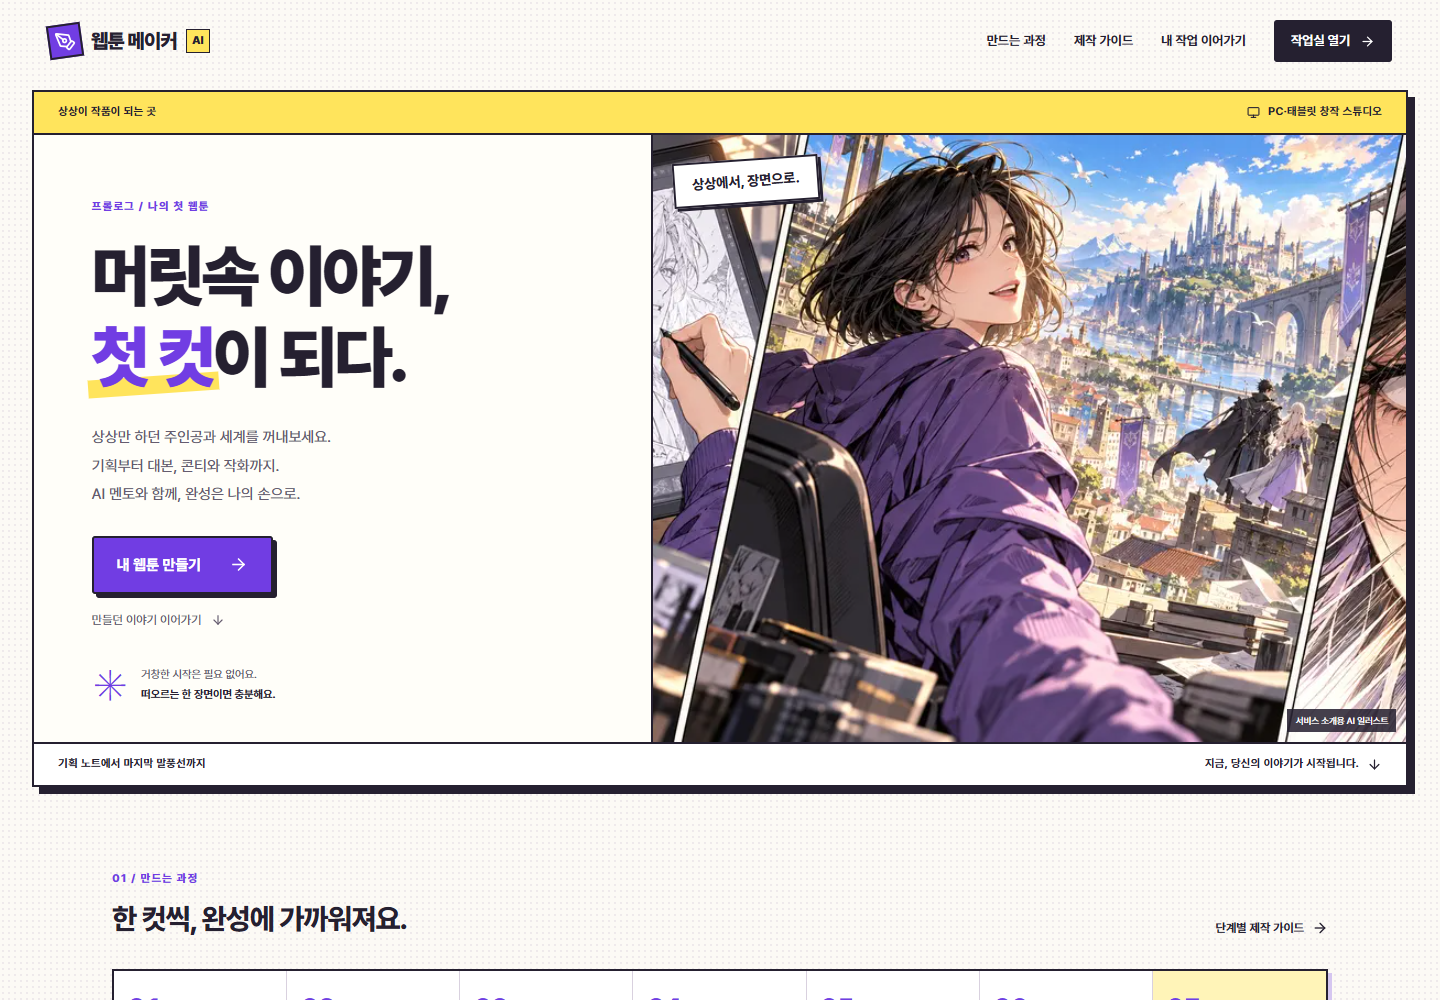 웹툰 메이커 AI
만드는 과정
제작 가이드
내 작업 이어가기
작업실 열기
상상이 작품이 되는 곳
PC·태블릿 창작 스튜디오
프롤로그 / 나의 첫 웹툰
머릿속 이야기,
첫 컷이 되다.
상상만 하던 주인공과 세계를 꺼내보세요.
기획부터 대본, 콘티와 작화까지.
AI 멘토와 함께, 완성은 나의 손으로.
내 웹툰 만들기
만들던 이야기 이어가기
거창한 시작은 필요 없어요.
떠오르는 한 장면이면 충분해요.
상상에서, 장면으로.
서비스 소개용 AI 일러스트
기획 노트에서 마지막 말풍선까지
지금, 당신의 이야기가 시작됩니다.
01 / 만드는 과정
한 컷씩, 완성에 가까워져요.
단계별 제작 가이드